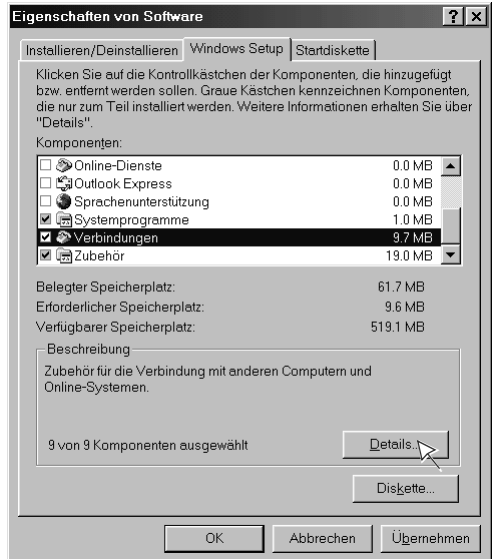 Eigenschaften von Software
Installieren/Deinstallieren Windows Setup Startdiskette
Klicken Sie auf die Kontrollkästchen der Komponenten, die hinzugefügt
bzw. entfernt werden sollen. Graue Kästchen kennzeichnen Komponenten,
die nur zum Teil installiert werden. Weitere Informationen erhalten Sie über
"Details".
Komponenten:
Online-Dienste 0.0 MB
Outlook Express 0.0 MB
Sprachenunterstützung 0.0 MB
Systemprogramme 1.0 MB
Verbindungen 9.7 MB
Zubehör 19.0 MB
Belegter Speicherplatz: 61.7 MB
Erforderlicher Speicherplatz: 9.6 MB
Verfügbarer Speicherplatz: 519.1 MB
Beschreibung
Zubehör für die Verbindung mit anderen Computern und
Online-Systemen.
9 von 9 Komponenten ausgewählt Details...
Diskette...
OK Abbrechen Übernehmen